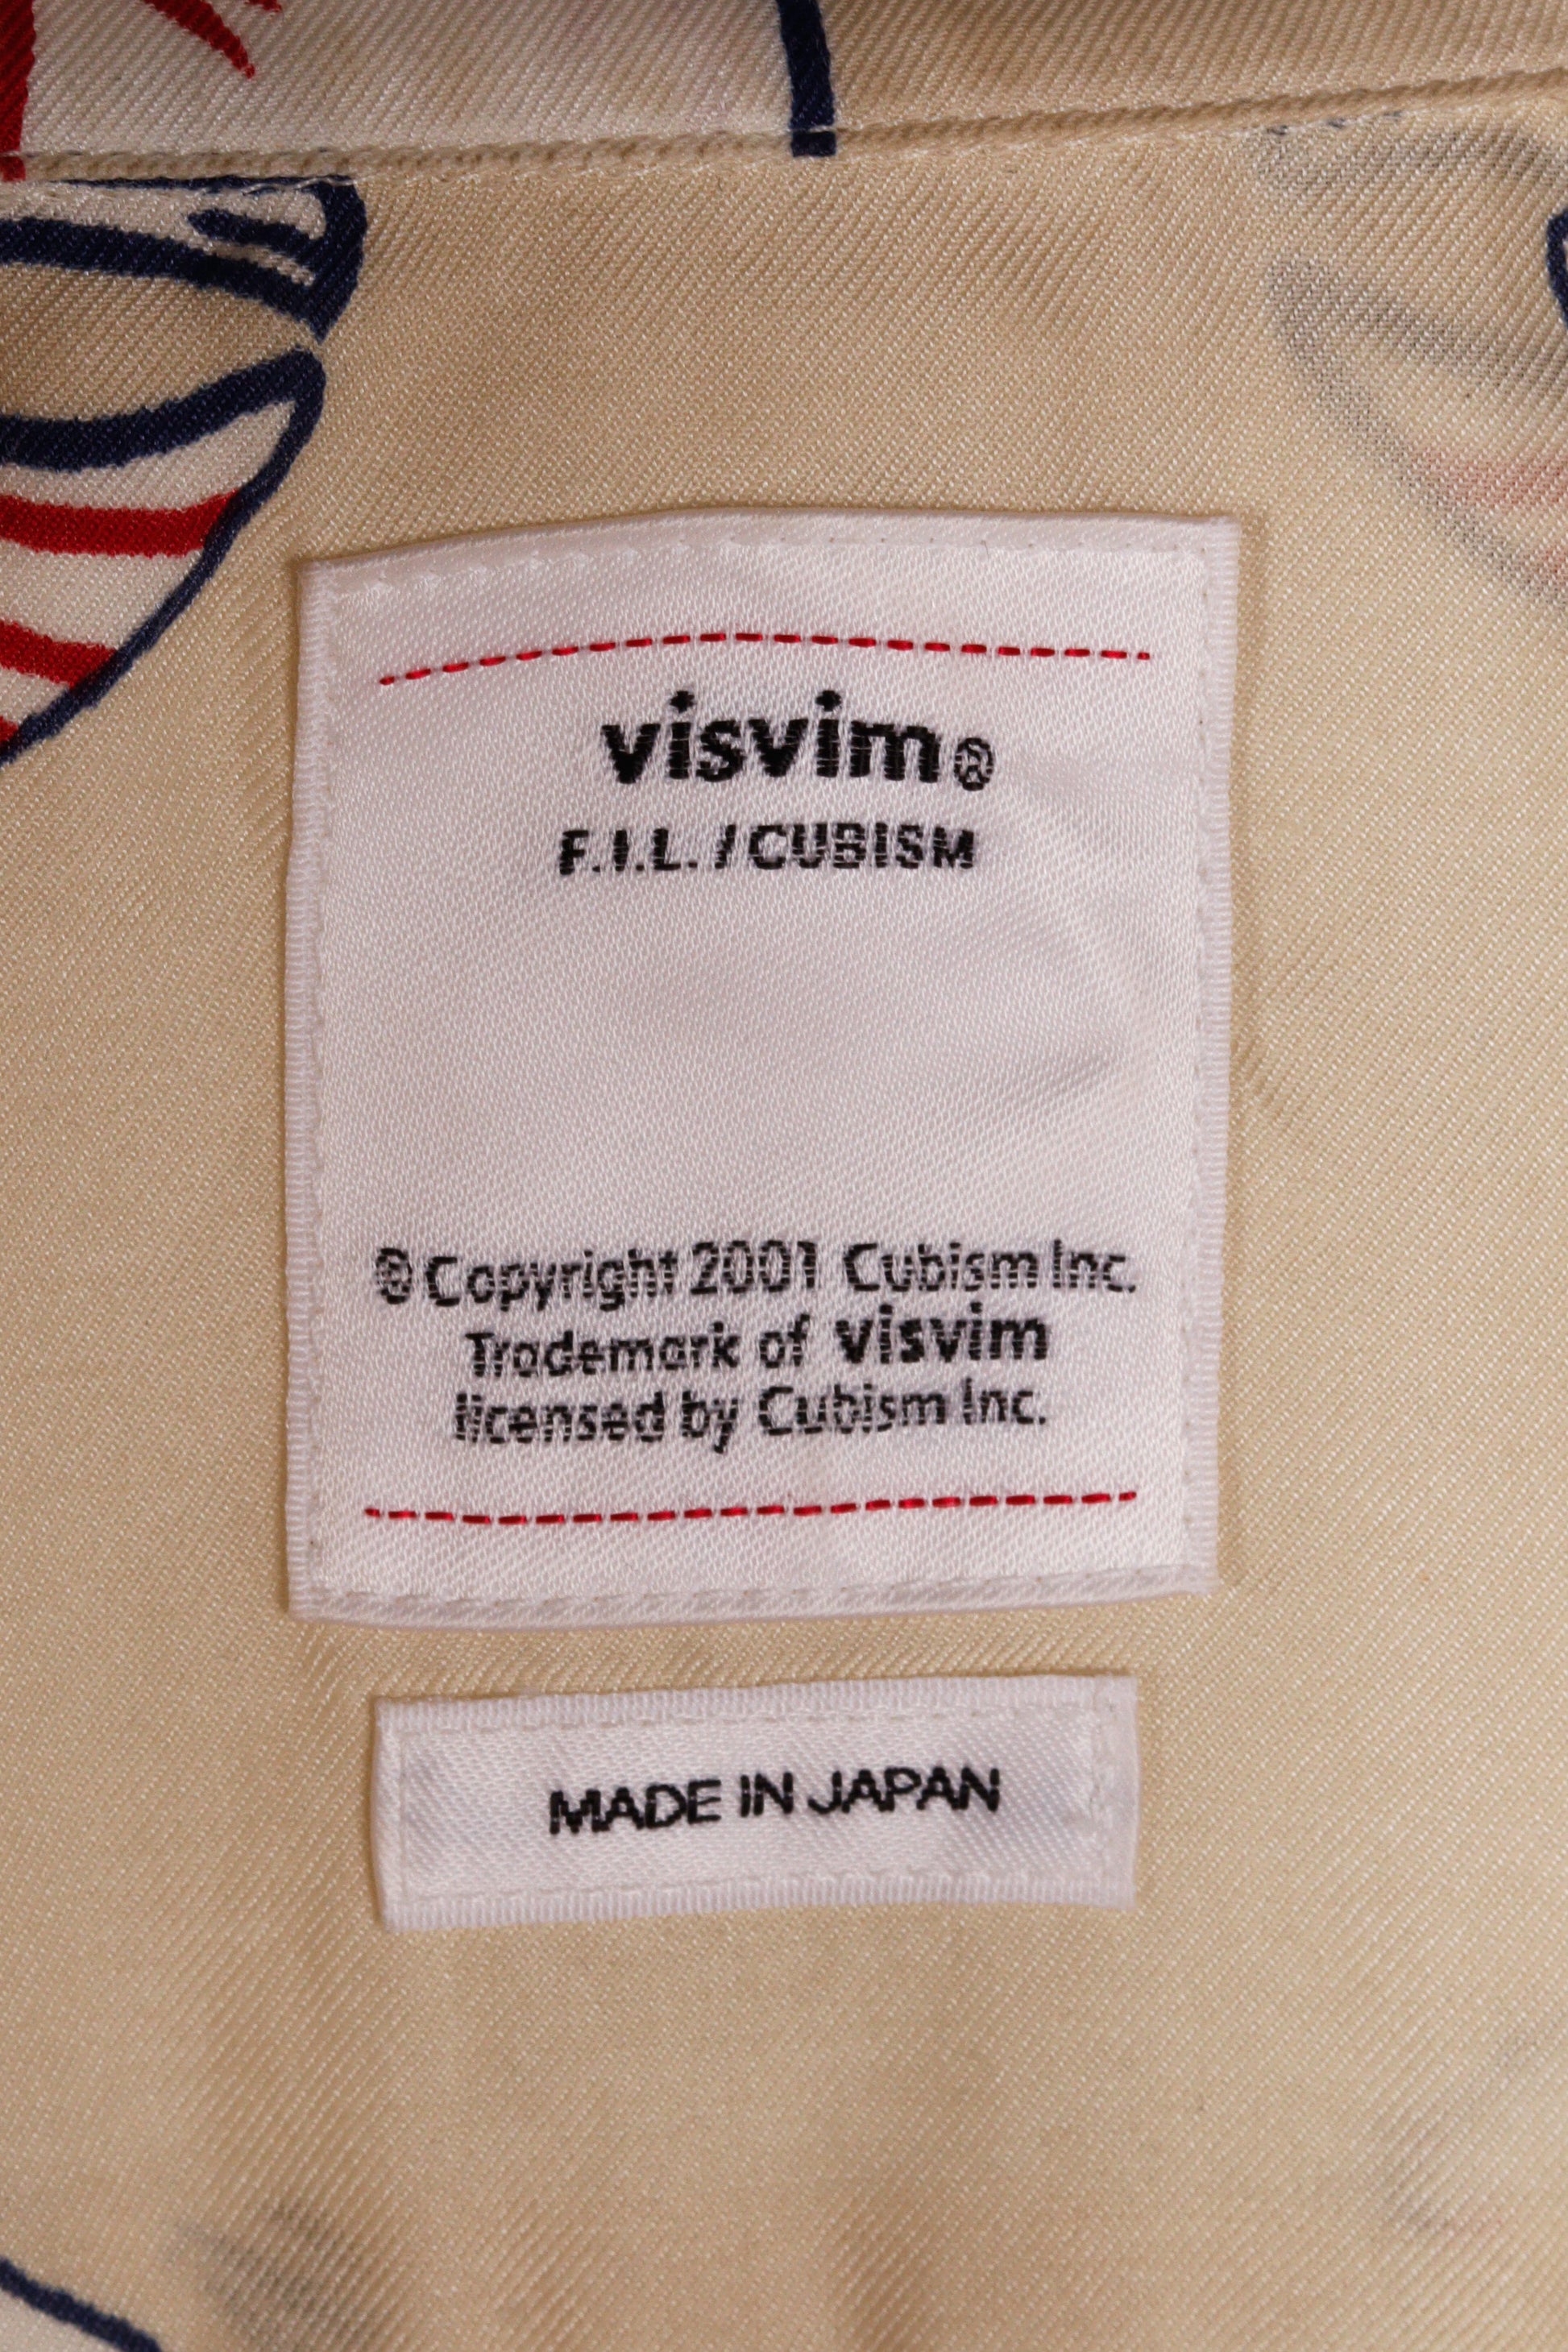 visvim®
F.I.L. / CUBISM
® Copyright 2001 Cubism Inc.
Trademark of visvim
licensed by Cubism Inc.
MADE IN JAPAN